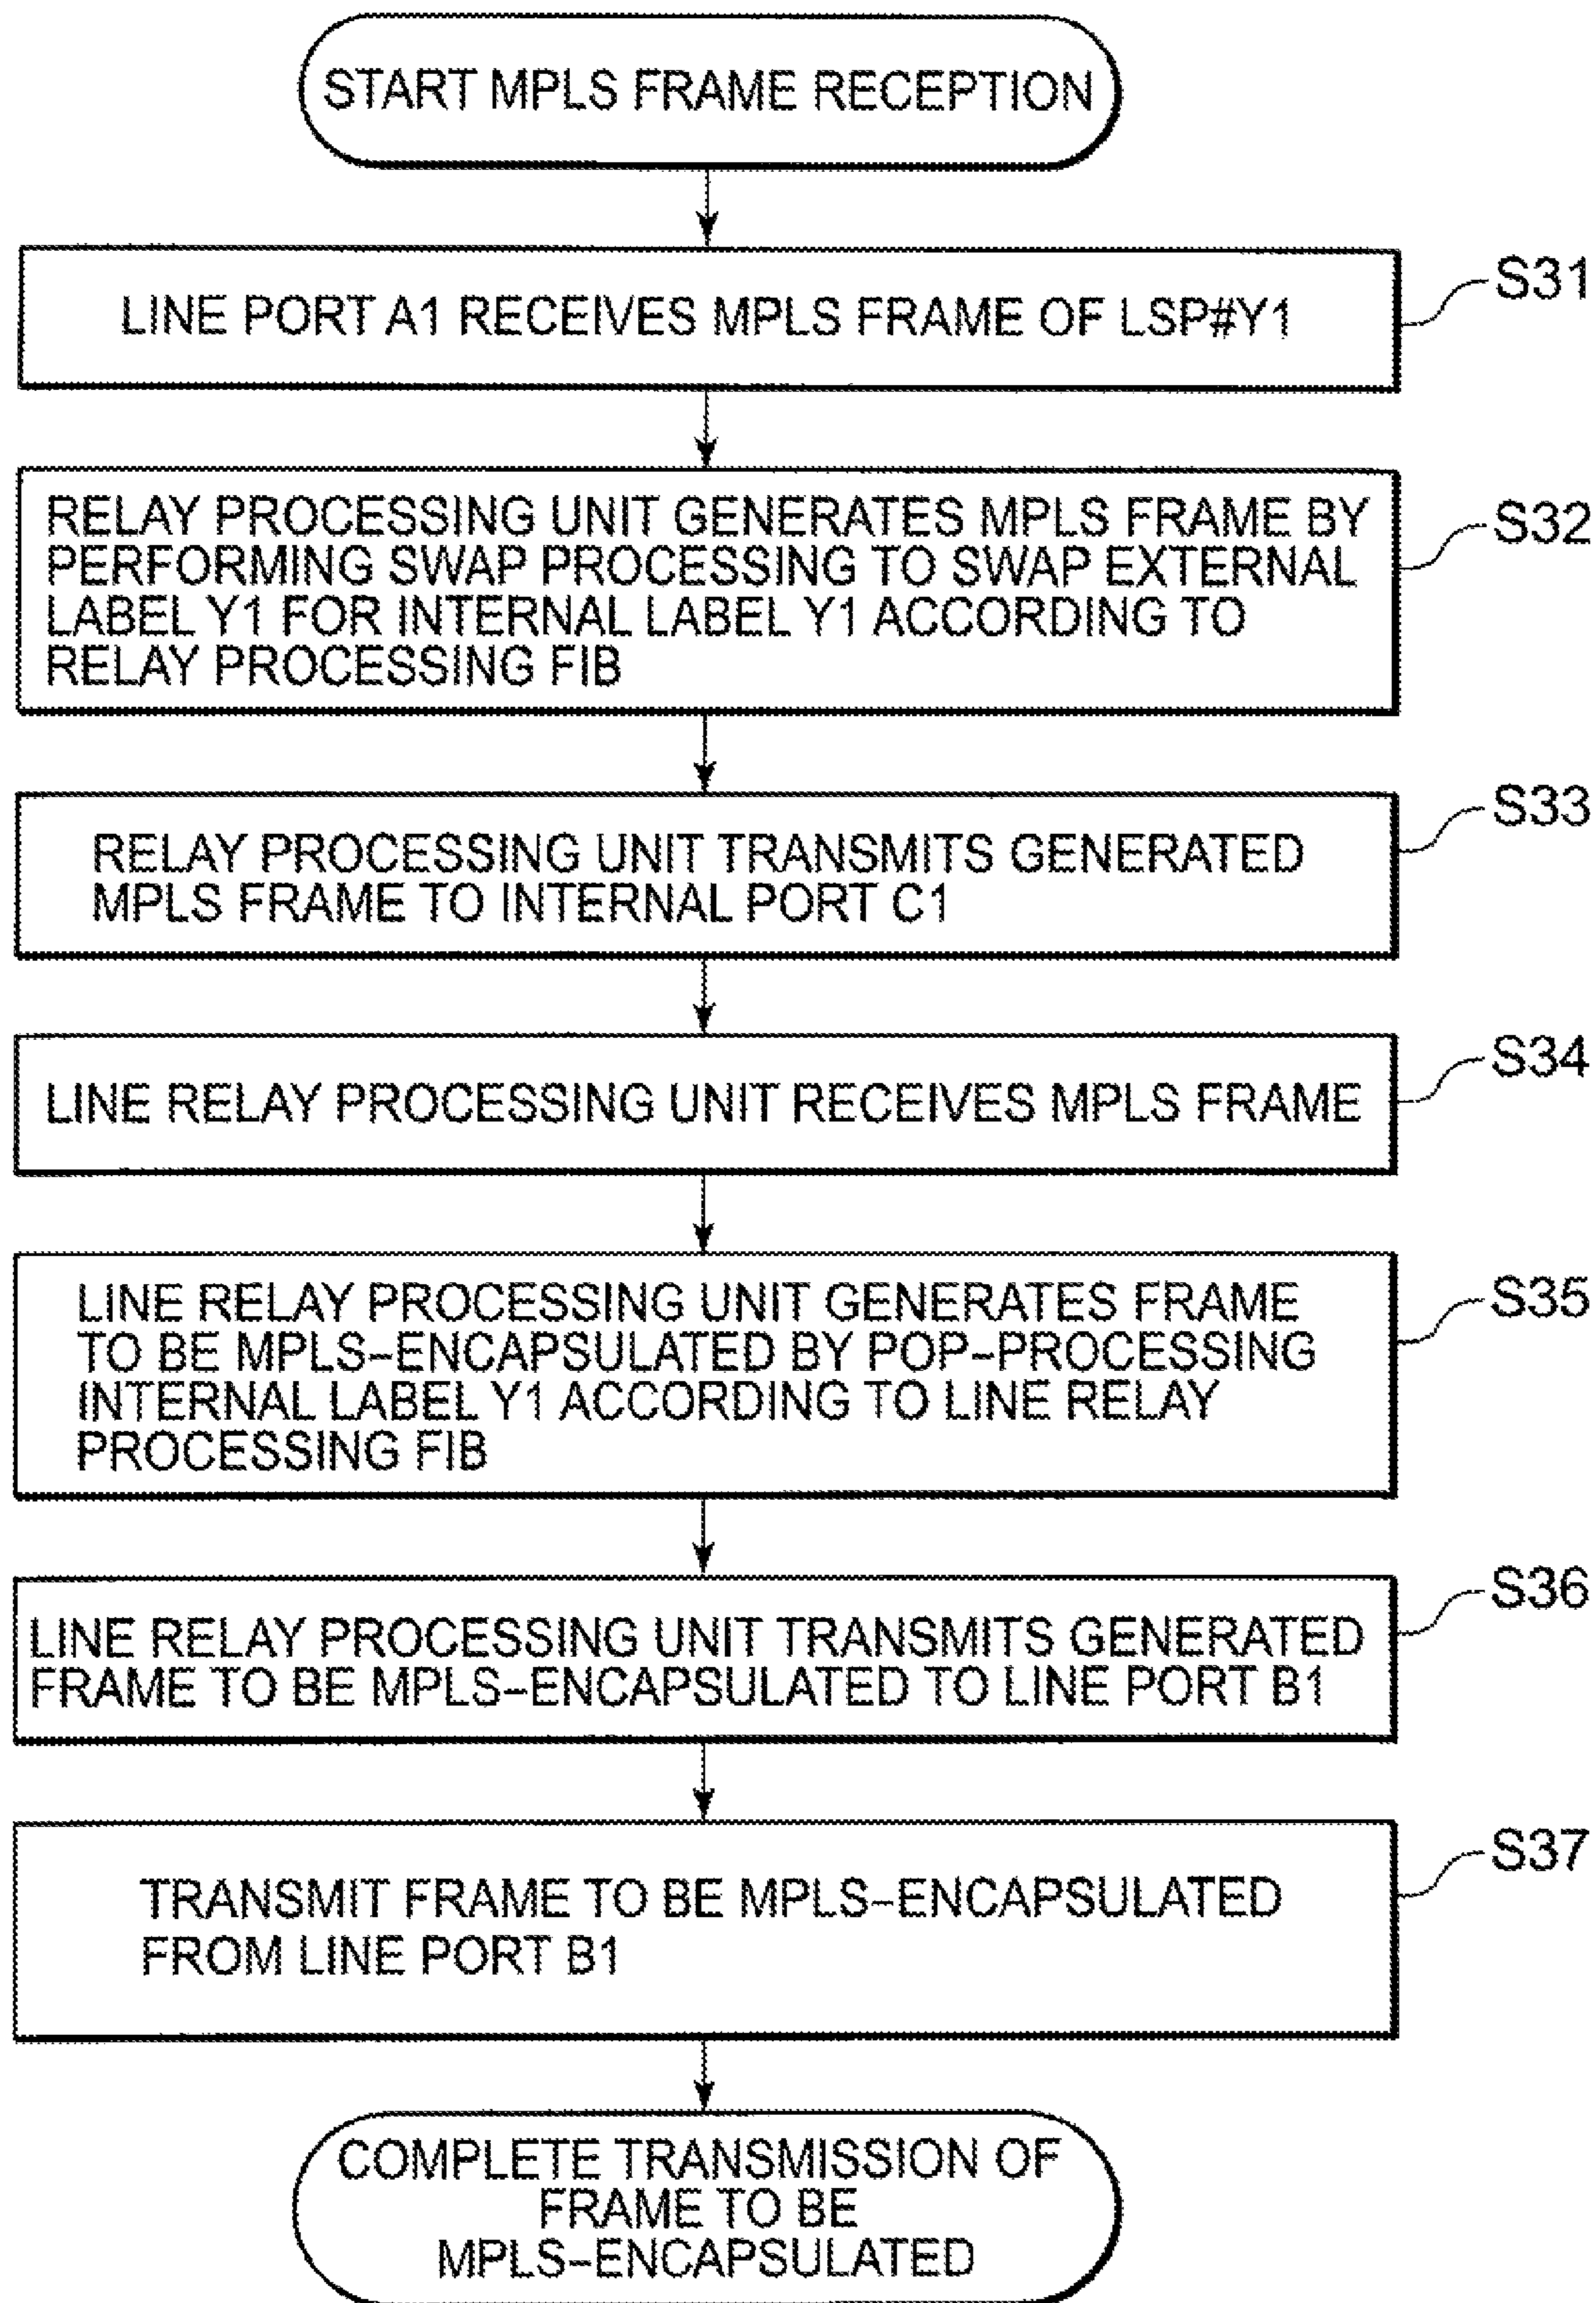 START MPLS FRAME RECEPTION
LINE PORT A1 RECEIVES MPLS FRAME OF LSP#Y1
S31
RELAY PROCESSING UNIT GENERATES MPLS FRAME BY
PERFORMING SWAP PROCESSING TO SWAP EXTERNAL
LABEL Y1 FOR INTERNAL LABEL Y1 ACCORDING TO
RELAY PROCESSING FIB
S32
RELAY PROCESSING UNIT TRANSMITS GENERATED
MPLS FRAME TO INTERNAL PORT C1
S33
LINE RELAY PROCESSING UNIT RECEIVES MPLS FRAME
S34
LINE RELAY PROCESSING UNIT GENERATES FRAME
TO BE MPLS-ENCAPSULATED BY POP-PROCESSING
INTERNAL LABEL Y1 ACCORDING TO LINE RELAY
PROCESSING FIB
S35
LINE RELAY PROCESSING UNIT TRANSMITS GENERATED
FRAME TO BE MPLS-ENCAPSULATED TO LINE PORT B1
S36
TRANSMIT FRAME TO BE MPLS-ENCAPSULATED
FROM LINE PORT B1
S37
COMPLETE TRANSMISSION OF
FRAME TO BE
MPLS-ENCAPSULATED